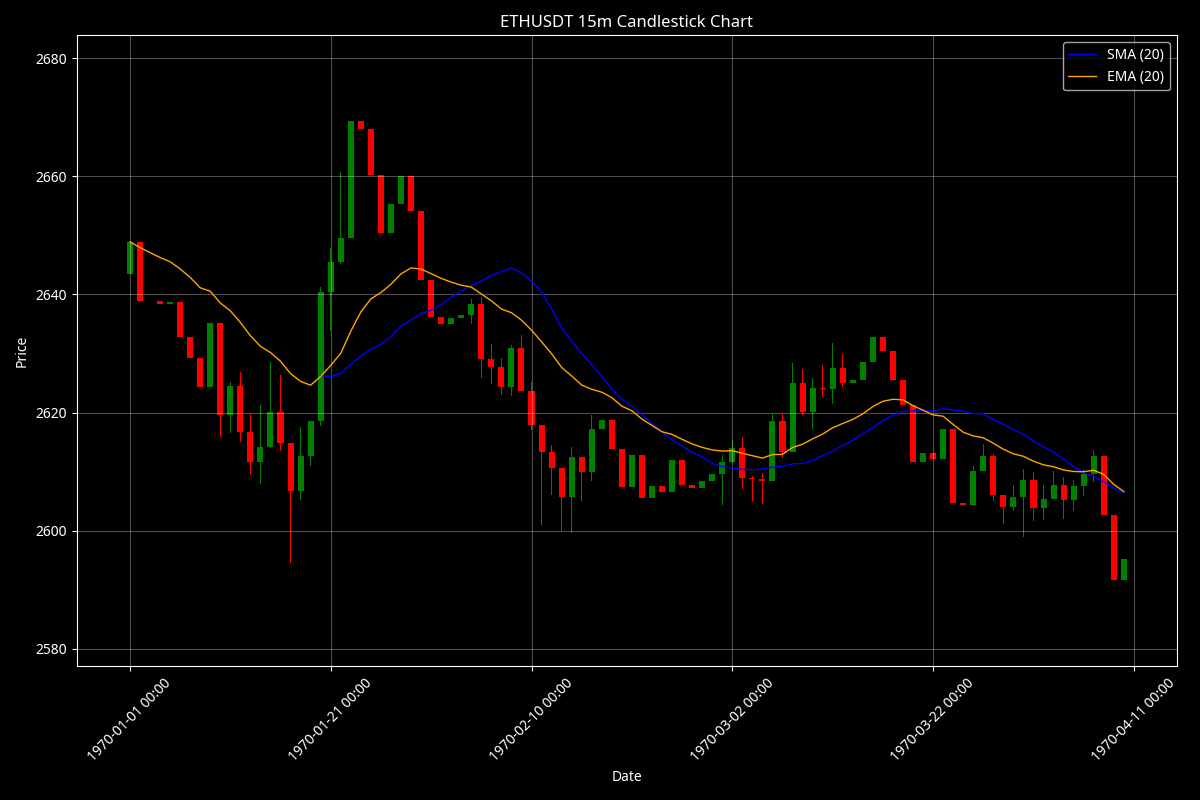 ETHUSDT 15m Candlestick Chart
SMA (20)
EMA (20)
2680
2660
2640
2620
2600
2580
Price
1970-01-01 00:00
1970-01-21 00:00
1970-02-10 00:00
1970-03-02 00:00
1970-03-22 00:00
1970-04-11 00:00
Date